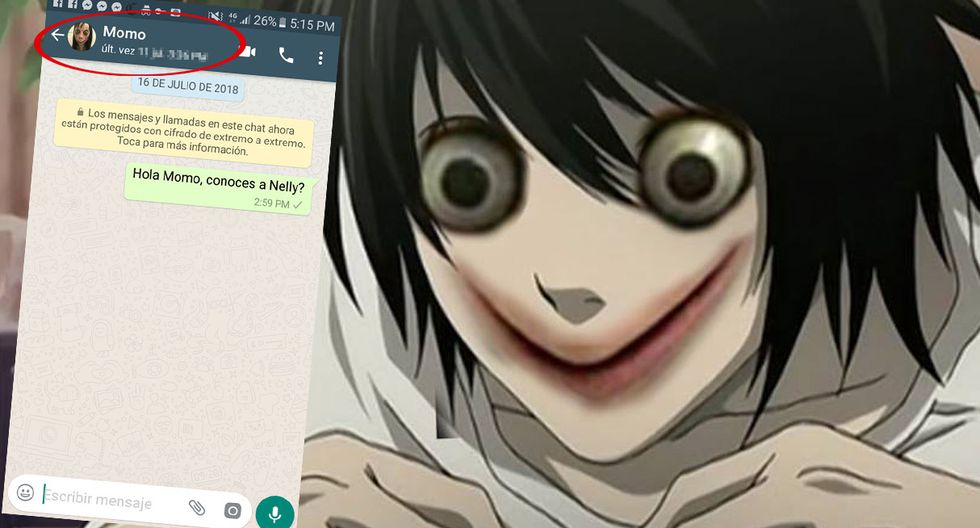 4G 26% 5:15 PM
Momo
últ. vez
16 DE JULIO DE 2018
Los mensajes y llamadas en este chat ahora
están protegidos con cifrado de extremo a extremo.
Toca para más información.
Hola Momo, conoces a Nelly?
2:59 PM
Escribir mensaje